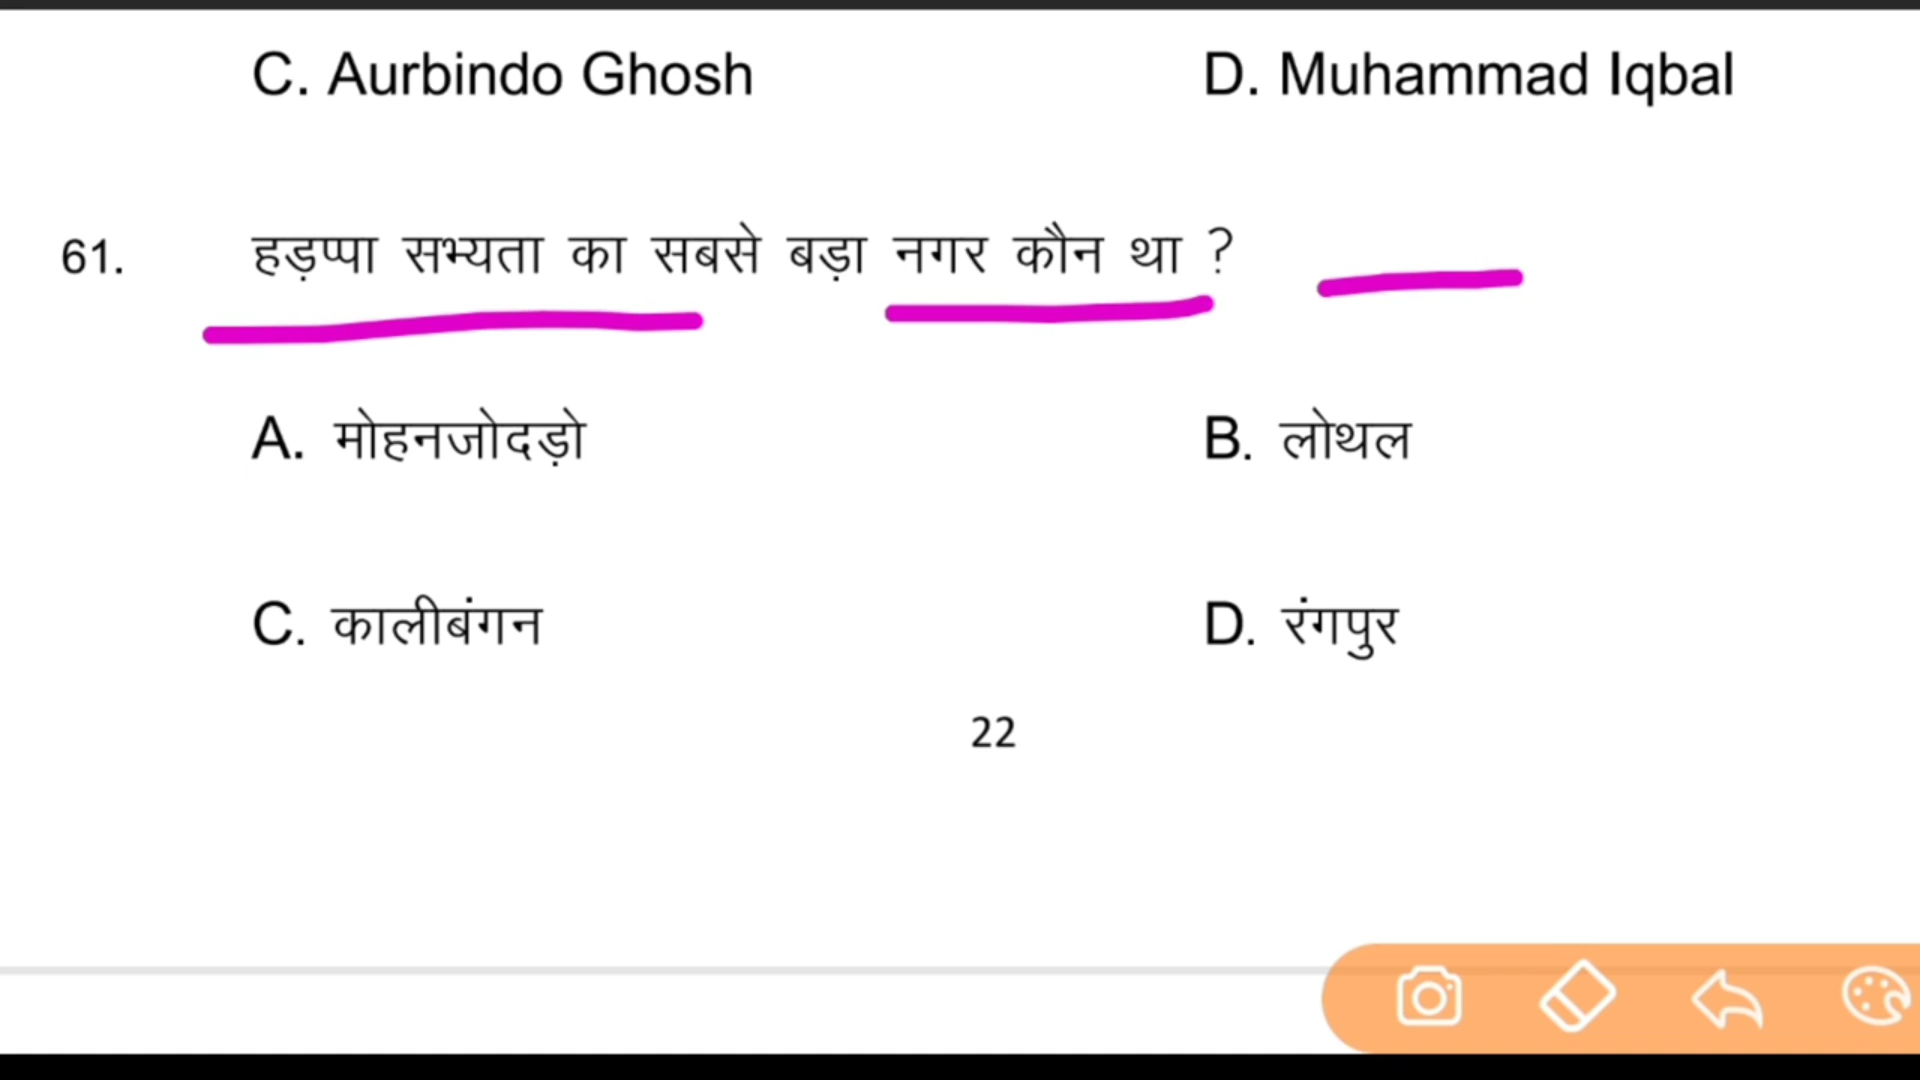 C. Aurbindo Ghosh D. Muhammad Iqbal
61. हड़प्पा सभ्यता का सबसे बड़ा नगर कौन था ?
A. मोहनजोदड़ो B. लोथल
C. कालीबंगन D. रंगपुर
22